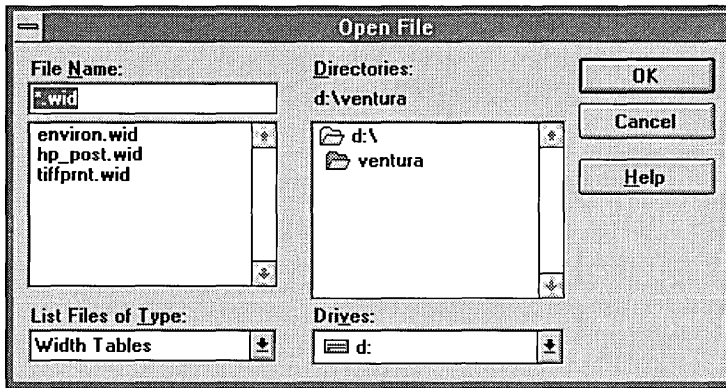 Open File
File Name:
*.wid
environ.wid
hp_post.wid
tiffprnt.wid
List Files of Type:
Width Tables
Directories:
d:\ventura
d:\
ventura
Drives:
d:
OK
Cancel
Help